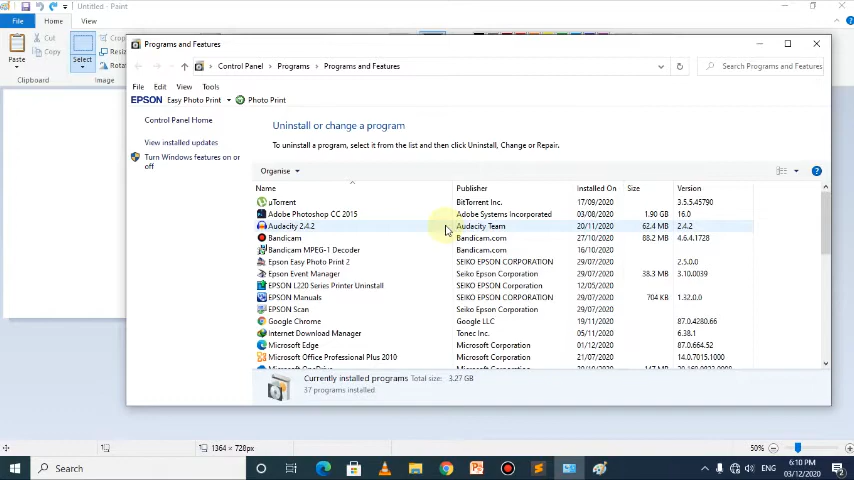 Untitled - Paint
File Home View
Paste
Cut
Copy
Select
Crop
Resiz
Rota
Clipboard
Image
Programs and Features
Control Panel > Programs > Programs and Features
Search Programs and Features
File Edit View Tools
EPSON Easy Photo Print Photo Print
Control Panel Home
View installed updates
Turn Windows features on or
off
Uninstall or change a program
To uninstall a program, select it from the list and then click Uninstall, Change or Repair.
Organise
Name Publisher Installed On Size Version
µTorrent BitTorrent Inc. 17/09/2020 3.5.5.45790
Adobe Photoshop CC 2015 Adobe Systems Incorporated 03/08/2020 1.90 GB 16.0
Audacity 2.4.2 Audacity Team 20/11/2020 62.4 MB 2.4.2
Bandicam Bandicam.com 27/10/2020 88.2 MB 4.6.4.1728
Bandicam MPEG-1 Decoder Bandicam.com 16/10/2020
Epson Easy Photo Print 2 SEIKO EPSON CORPORATION 29/07/2020 2.5.0.0
Epson Event Manager Seiko Epson Corporation 29/07/2020 38.3 MB 3.10.0039
EPSON L220 Series Printer Uninstall SEIKO EPSON Corporation 12/05/2020
EPSON Manuals SEIKO EPSON CORPORATION 29/07/2020 704 KB 1.32.0.0
EPSON Scan Seiko Epson Corporation 29/07/2020
Google Chrome Google LLC 19/11/2020 87.0.4280.66
Internet Download Manager Tonec Inc. 05/11/2020 6.38.1
Microsoft Edge Microsoft Corporation 01/12/2020 87.0.664.52
Microsoft Office Professional Plus 2010 Microsoft Corporation 21/07/2020 14.0.7015.1000
Currently installed programs Total size: 3.27 GB
37 programs installed
1364 × 728px
50%
Search
ENG
6:10 PM
03/12/2020
2